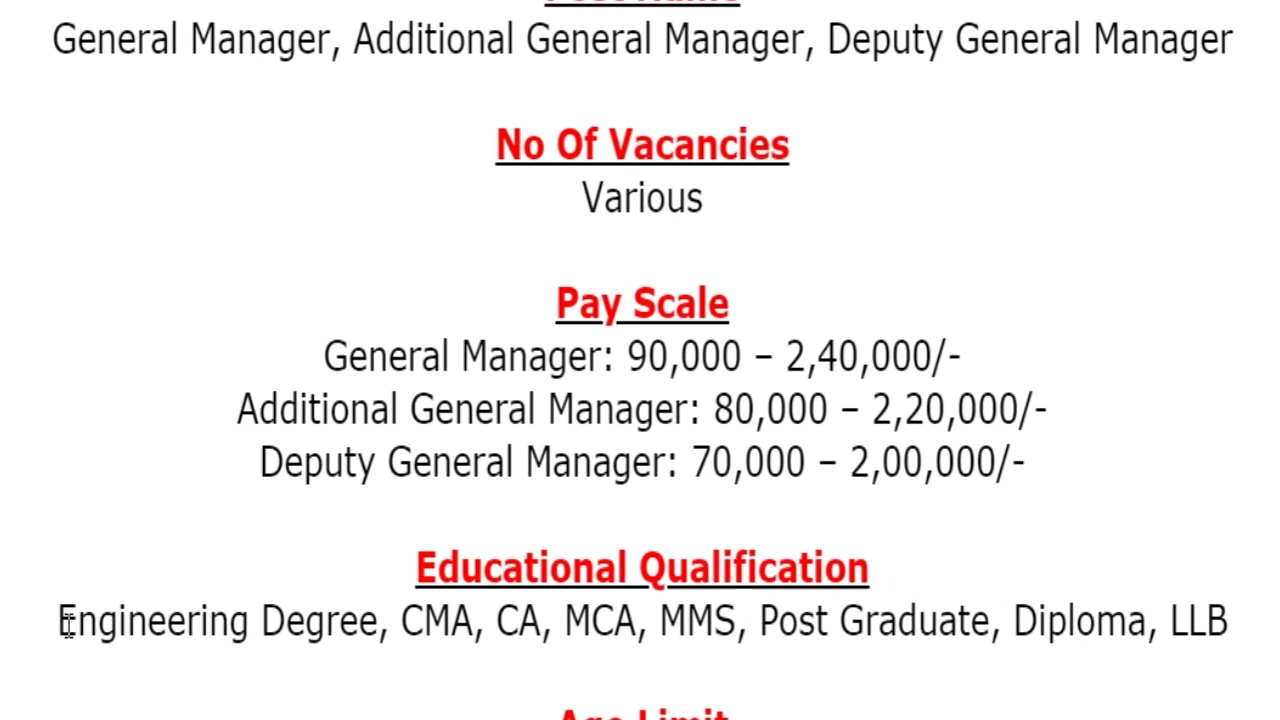 General Manager, Additional General Manager, Deputy General Manager
No Of Vacancies
Various
Pay Scale
General Manager: 90,000 – 2,40,000/-
Additional General Manager: 80,000 – 2,20,000/-
Deputy General Manager: 70,000 – 2,00,000/-
Educational Qualification
Engineering Degree, CMA, CA, MCA, MMS, Post Graduate, Diploma, LLB
Age Limit